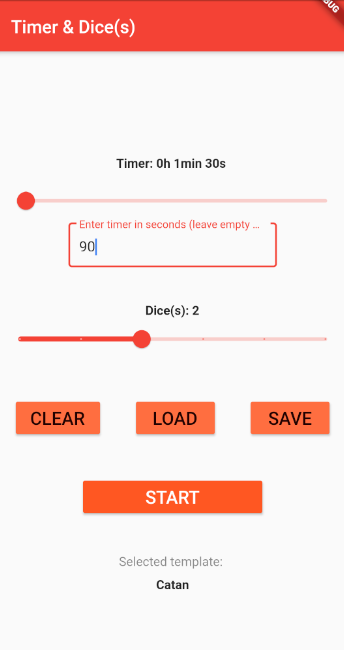 Timer & Dice(s)
Timer: 0h 1min 30s
Enter timer in seconds (leave empty ...
90
Dice(s): 2
CLEAR LOAD SAVE
START
Selected template:
Catan